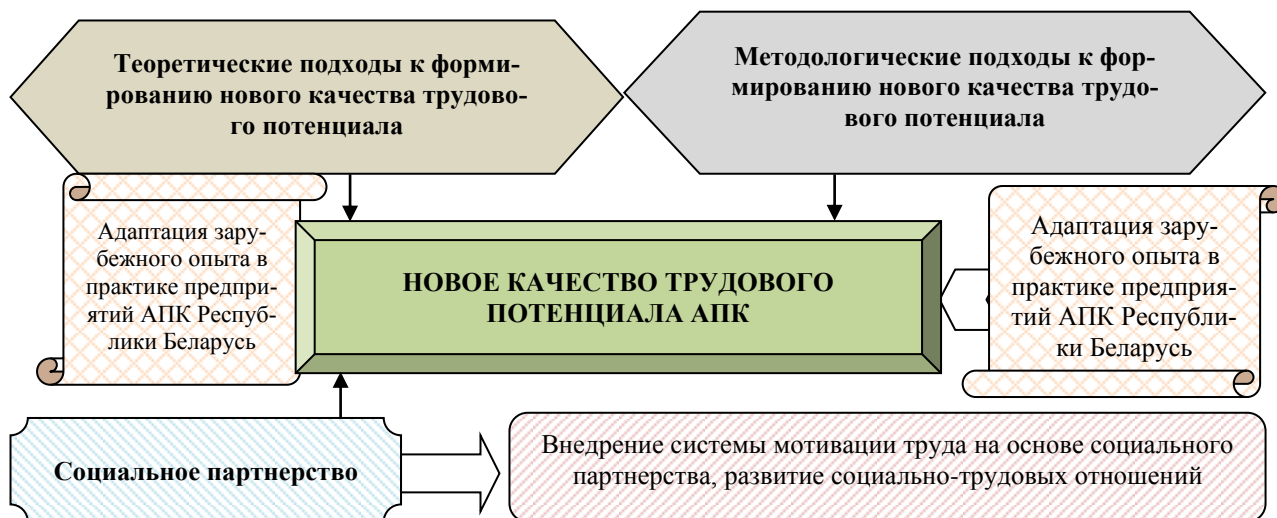 Теоретические подходы к форми-
рованию нового качества трудово-
го потенциала
Методологические подходы к фор-
мированию нового качества трудо-
вого потенциала
Адаптация зару-
бежного опыта в
практике предпри-
ятий АПК Респуб-
лики Беларусь
НОВОЕ КАЧЕСТВО ТРУДОВОГО
ПОТЕНЦИАЛА АПК
Адаптация зару-
бежного опыта в
практике предприя-
тий АПК Республи-
ки Беларусь
Социальное партнерство
Внедрение системы мотивации труда на основе социального
партнерства, развитие социально-трудовых отношений